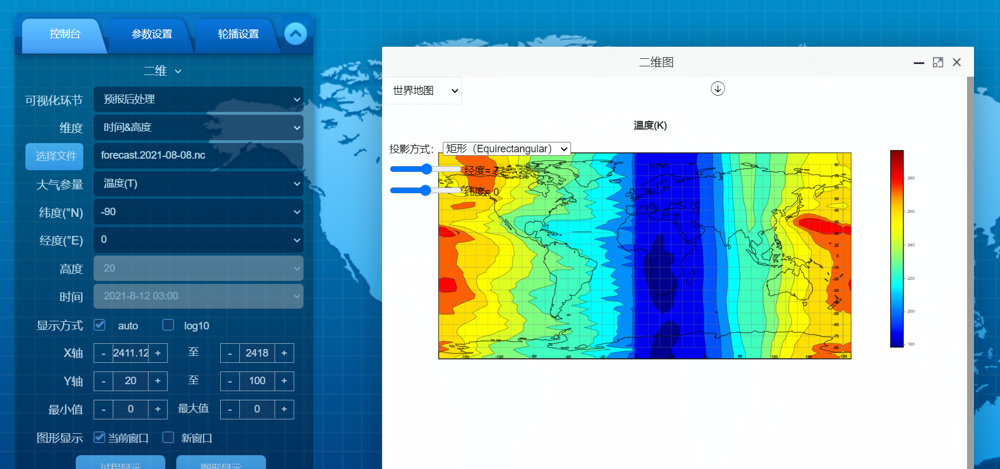 控制台
参数设置
轮播设置
二维
可视化环节
预报后处理
维度
时间&高度
选择文件
forecast.2021-08-08.nc
大气参量
温度(T)
纬度(°N)
-90
经度(°E)
0
高度
20
时间
2021-8-12 03:00
显示方式
auto
log10
X轴
- 2411.12 +
至
- 2418 +
Y轴
- 20 +
至
- 100 +
最小值
- 0 +
最大值
- 0 +
图形显示
当前窗口
新窗口
过程显示
图形显示
二维图
世界地图
温度(K)
投影方式：
矩形（Equirectangular）
经度=
纬度= 0
80
70
60
50
40
30
20
10
0
-10
-20
-30
-40
-50
-60
-70
-80
-150
-120
-90
-60
-30
90
120
150
180
280
260
240
220
200
180